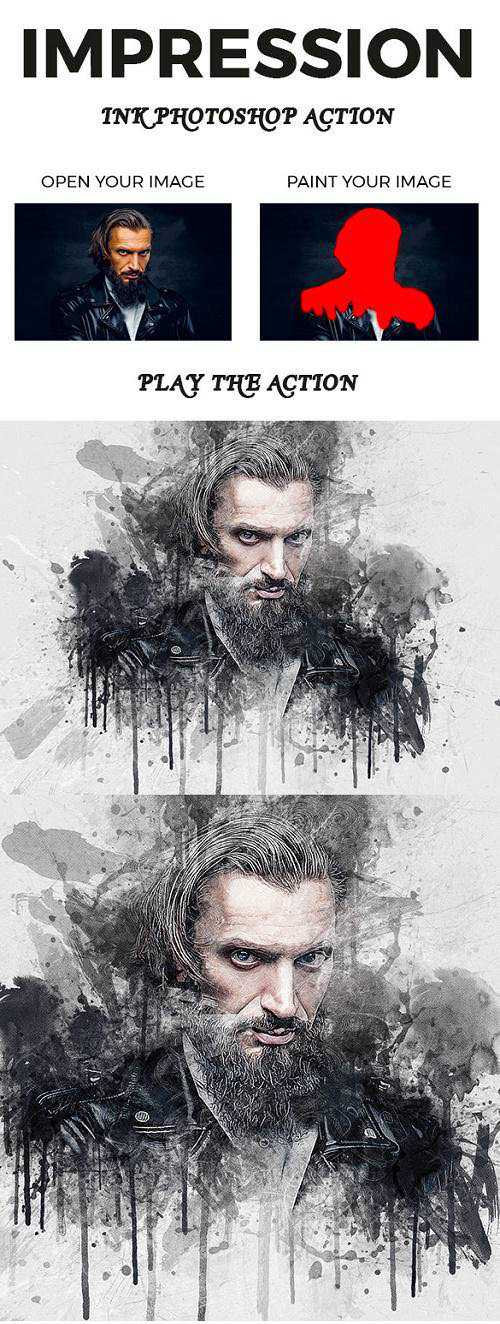 IMPRESSION
INK PHOTOSHOP ACTION
OPEN YOUR IMAGE
PAINT YOUR IMAGE
PLAY THE ACTION